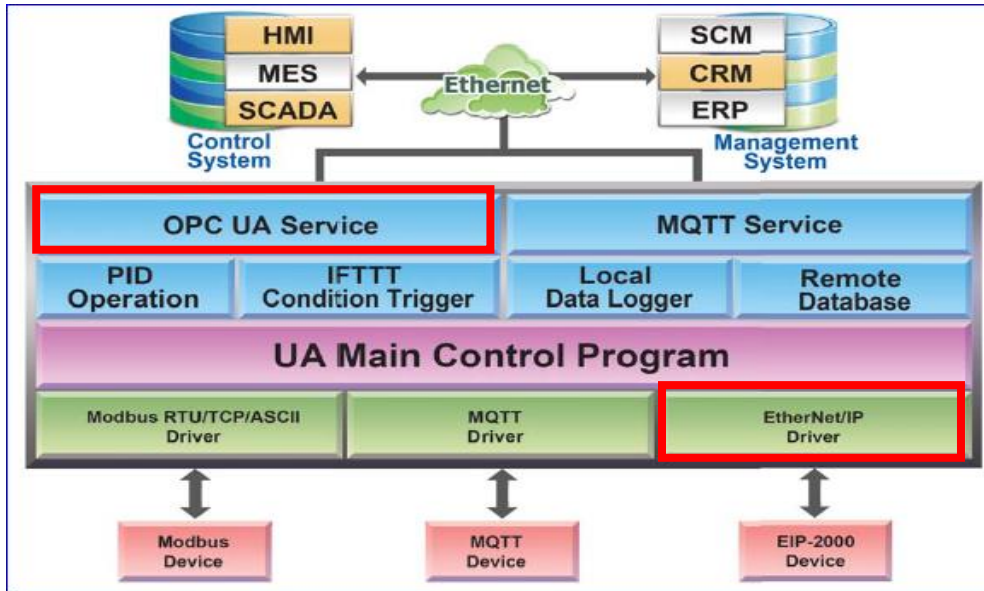 HMI
MES
SCADA
Control
System
Ethernet
SCM
CRM
ERP
Management
System
OPC UA Service
MQTT Service
PID
Operation
IFTTT
Condition Trigger
Local
Data Logger
Remote
Database
UA Main Control Program
Modbus RTU/TCP/ASCII
Driver
MQTT
Driver
EtherNet/IP
Driver
Modbus
Device
MQTT
Device
EIP-2000
Device